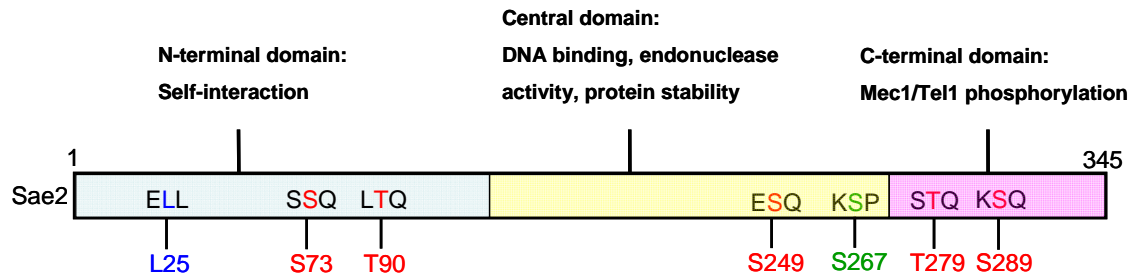 Central domain:
N-terminal domain:
DNA binding, endonuclease
C-terminal domain:
Self-interaction
activity, protein stability
Mec1/Tel1 phosphorylation
1
345
Sae2
ELL
SSQ
LTQ
ESQ
KSP
STQ
KSQ
L25
S73
T90
S249
S267
T279
S289